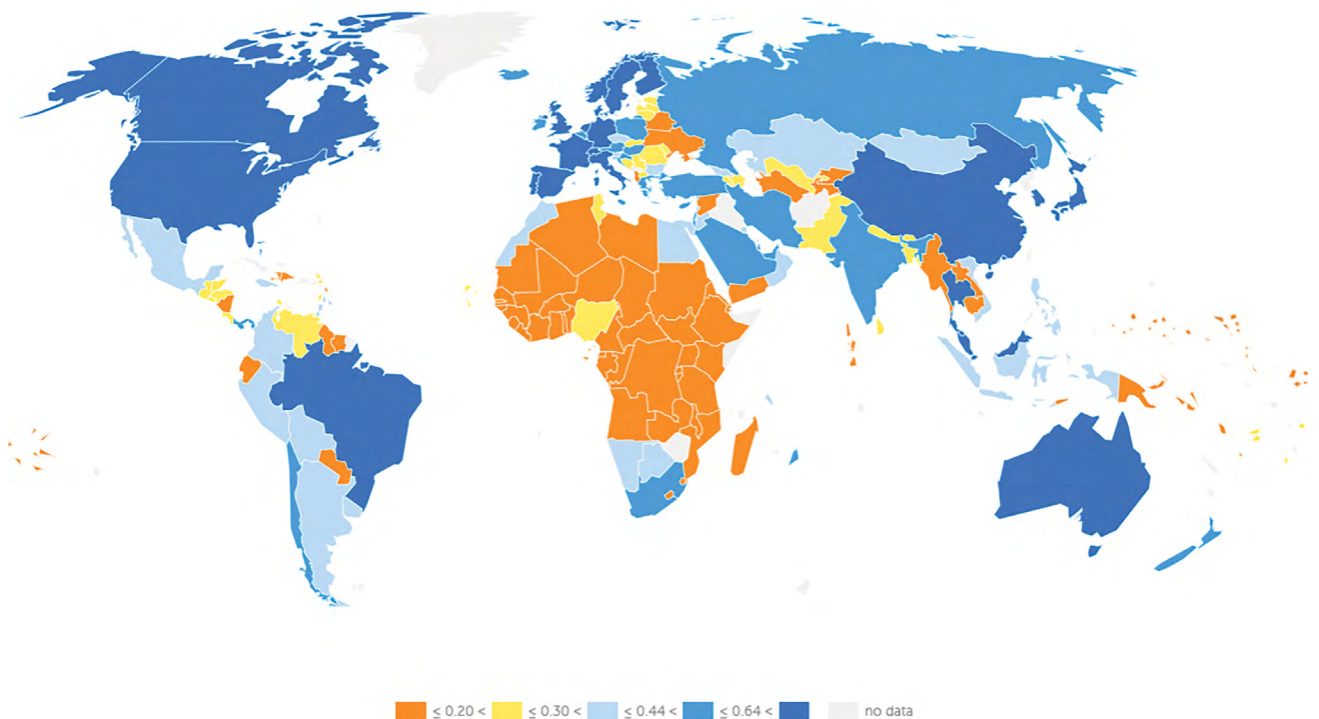 ≤ 0.20 < ≤ 0.30 < ≤ 0.44 < ≤ 0.64 < no data